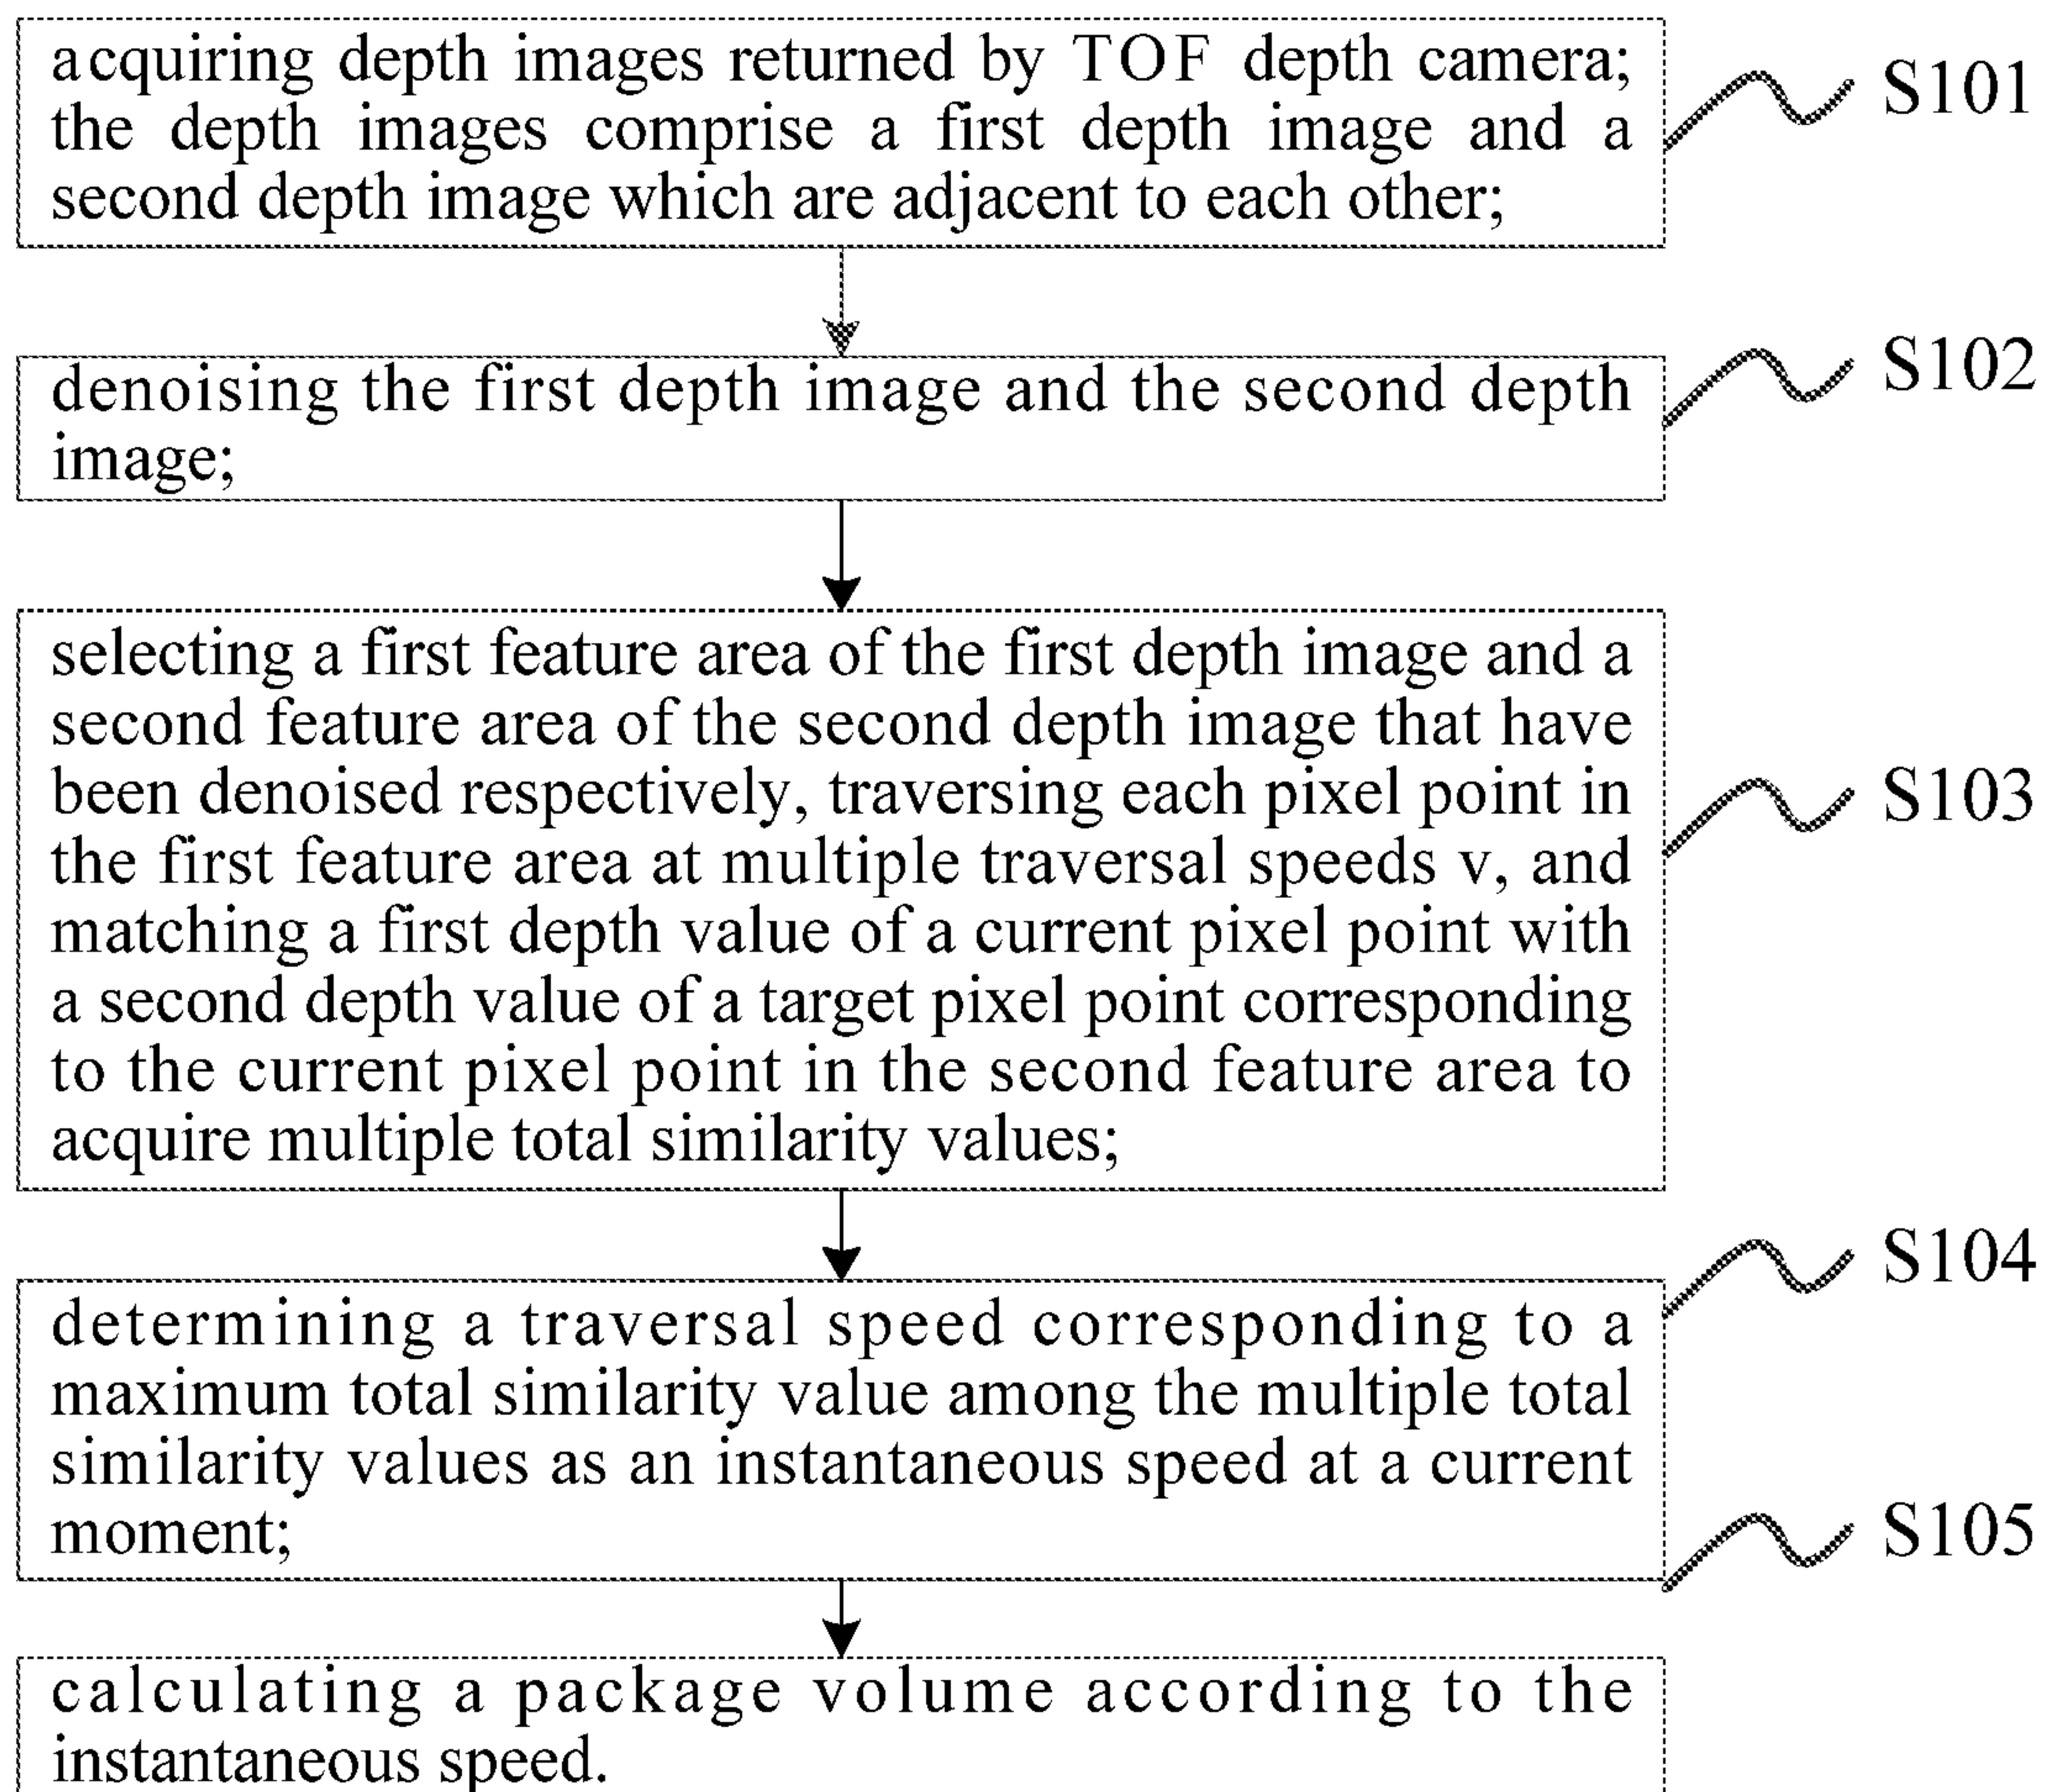 acquiring depth images returned by TOF depth camera;
the depth images comprise a first depth image and a
second depth image which are adjacent to each other;
S101
denoising the first depth image and the second depth
image;
S102
selecting a first feature area of the first depth image and a
second feature area of the second depth image that have
been denoised respectively, traversing each pixel point in
the first feature area at multiple traversal speeds v, and
matching a first depth value of a current pixel point with
a second depth value of a target pixel point corresponding
to the current pixel point in the second feature area to
acquire multiple total similarity values;
S103
determining a traversal speed corresponding to a
maximum total similarity value among the multiple total
similarity values as an instantaneous speed at a current
moment;
S104
calculating a package volume according to the
instantaneous speed.
S105